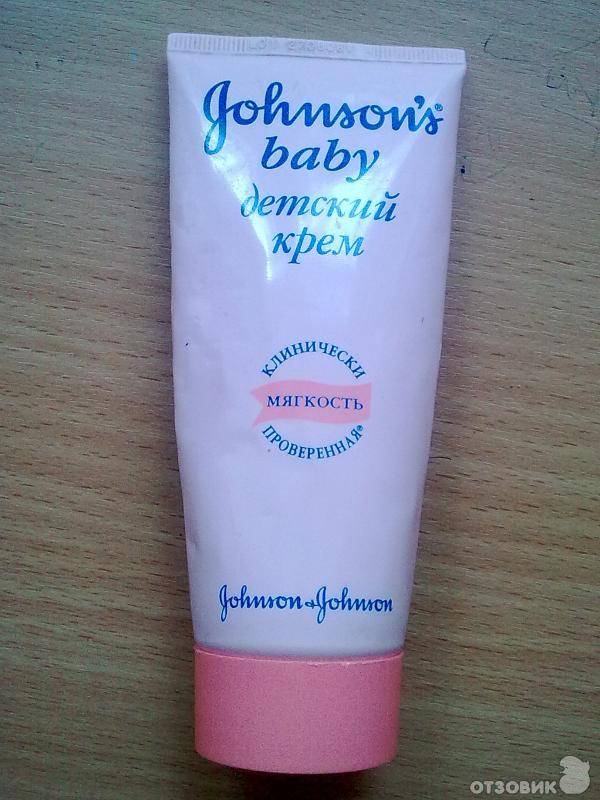 Johnson's®
baby
детский
крем
КЛИНИЧЕСКИ
МЯГКОСТЬ
ПРОВЕРЕННАЯ®
Johnson & Johnson
ОТЗОВИК